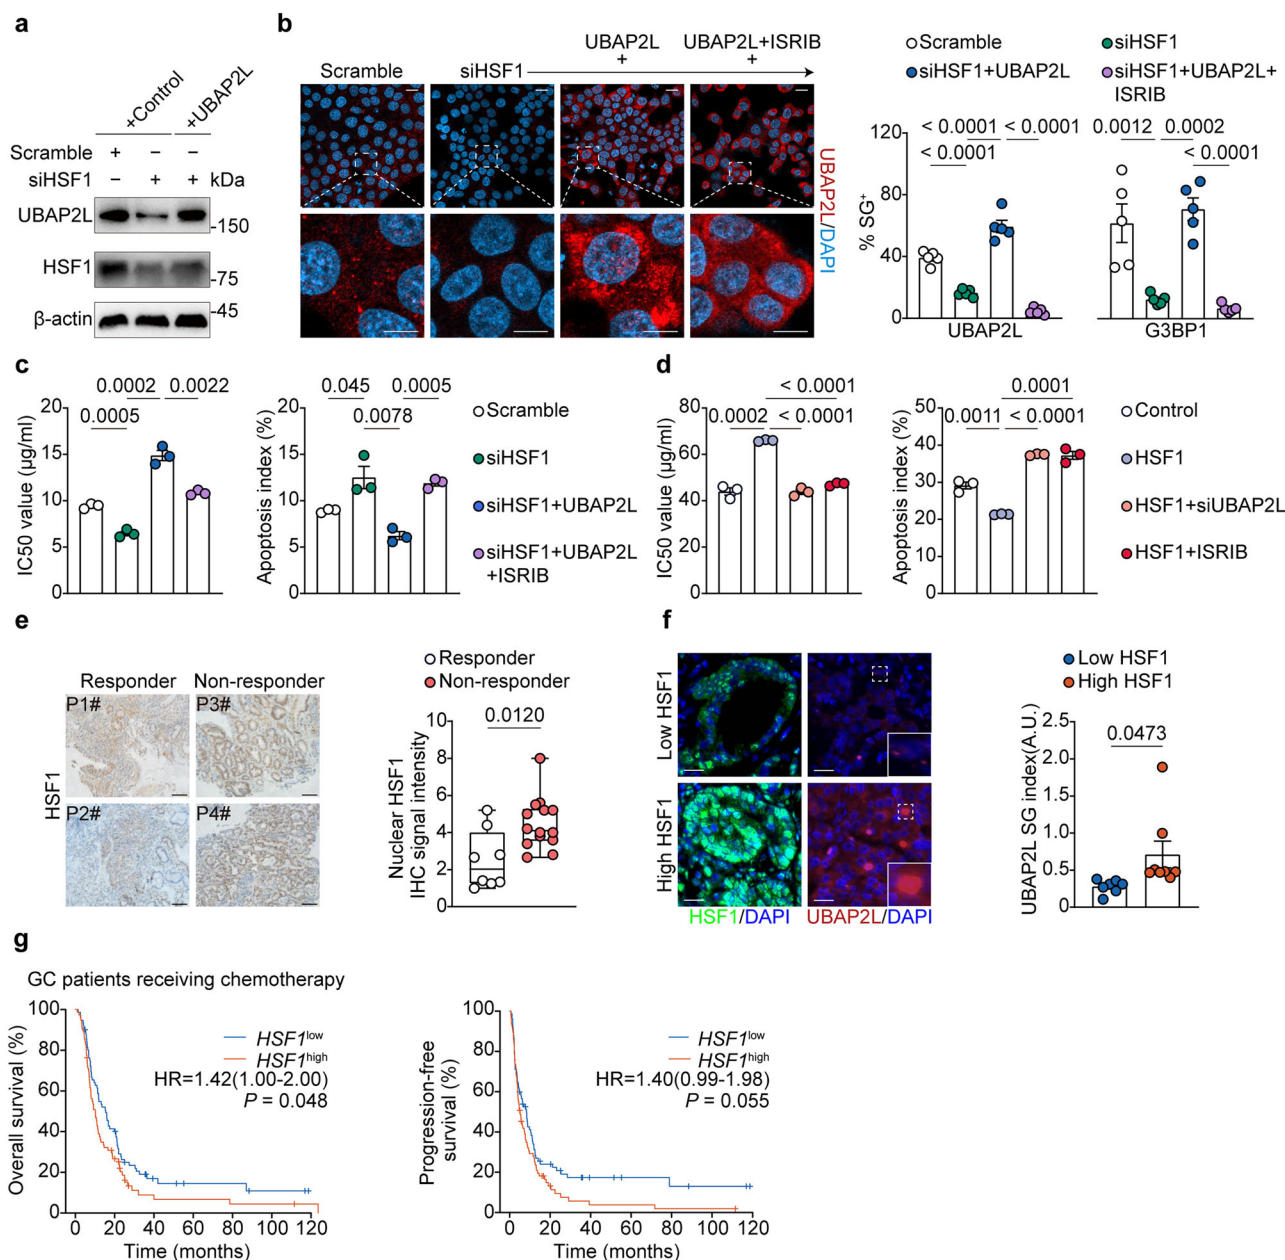 a
+Control
+UBAP2L
Scramble + – –
siHSF1 – + + kDa
UBAP2L
-150
HSF1
-75
-45
β-actin
b
UBAP2L UBAP2L+ISRIB
+ +
Scramble siHSF1
UBAP2L/DAPI
Scramble siHSF1
siHSF1+UBAP2L siHSF1+UBAP2L+
ISRIB
% SG+
120
80
40
0
< 0.0001 < 0.0001
< 0.0001
UBAP2L
0.0012 0.0002
< 0.0001
G3BP1
c
IC50 value (μg/ml)
20
15
10
5
0
0.0002 0.0022
0.0005
Apoptosis index (%)
20
15
10
5
0
0.045 0.0005
0.0078
Scramble
siHSF1
siHSF1+UBAP2L
siHSF1+UBAP2L
+ISRIB
d
IC50 value (μg/ml)
80
60
40
20
0
< 0.0001
0.0002 < 0.0001
Apoptosis index (%)
50
40
30
20
10
0
0.0001
0.0011 < 0.0001
Control
HSF1
HSF1+siUBAP2L
HSF1+ISRIB
e
Responder Non-responder
P1# P3#
P2# P4#
HSF1
Responder
Non-responder
Nuclear HSF1
IHC signal intensity
10
8
6
4
2
0
0.0120
f
Low HSF1
High HSF1
HSF1/DAPI UBAP2L/DAPI
Low HSF1
High HSF1
UBAP2L SG index(A.U.)
2.5
2.0
1.5
1.0
0.5
0
0.0473
g
GC patients receiving chemotherapy
Overall survival (%)
100
80
60
40
20
0
HSF1low
HSF1high
HR=1.42(1.00-2.00)
P = 0.048
0 20 40 60 80 100 120
Time (months)
Progression-free
survival (%)
100
80
60
40
20
0
HSF1low
HSF1high
HR=1.40(0.99-1.98)
P = 0.055
0 20 40 60 80 100 120
Time (months)